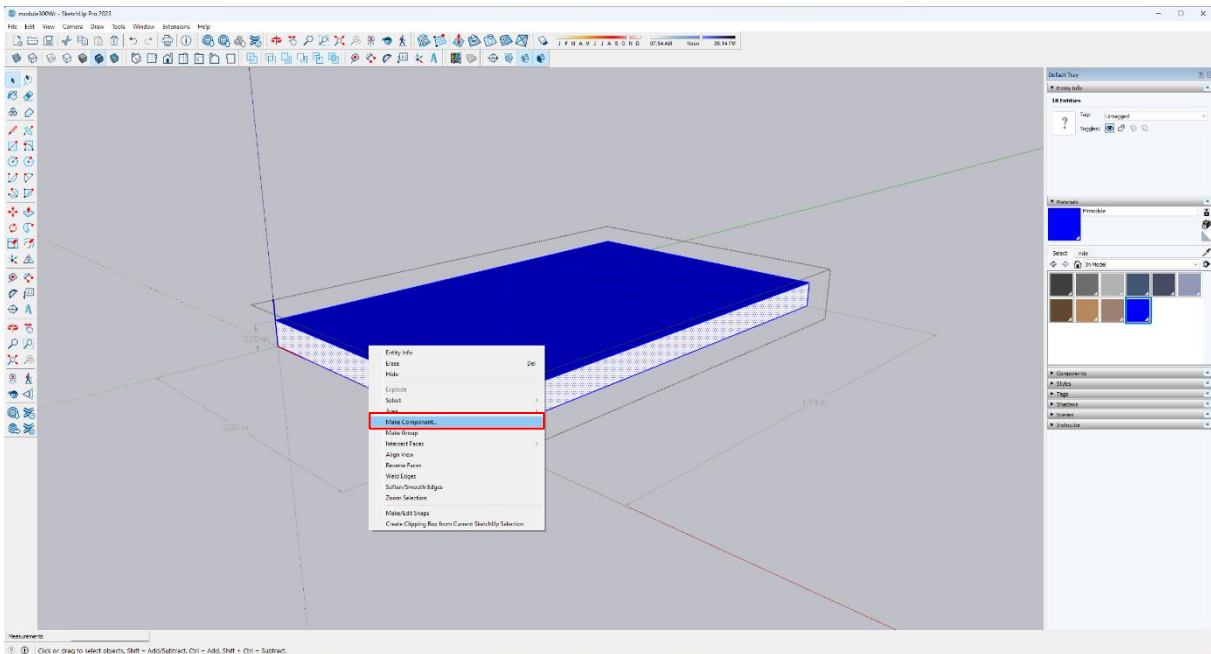 module300Wc - SketchUp Pro 2023
File Edit View Camera Draw Tools Window Extensions Help
J F M A M J J A S O N D 07:54 AM Noon 05:14 PM
Default Tray
Entity Info
18 Entities
Tag: Untagged
Toggles:
Materials
PVmodule
Select Edit
In Model
Components
Styles
Tags
Shadows
Scenes
Instructor
0,99 m
1,64 m
Entity Info
Erase Del
Hide
Explode
Select
Area
Make Component...
Make Group
Intersect Faces
Align View
Reverse Faces
Weld Edges
Soften/Smooth Edges
Zoom Selection
Make/Edit Snaps
Create Clipping Box from Current SketchUp Selection
Measurements
Click or drag to select objects. Shift = Add/Subtract. Ctrl = Add. Shift + Ctrl = Subtract.